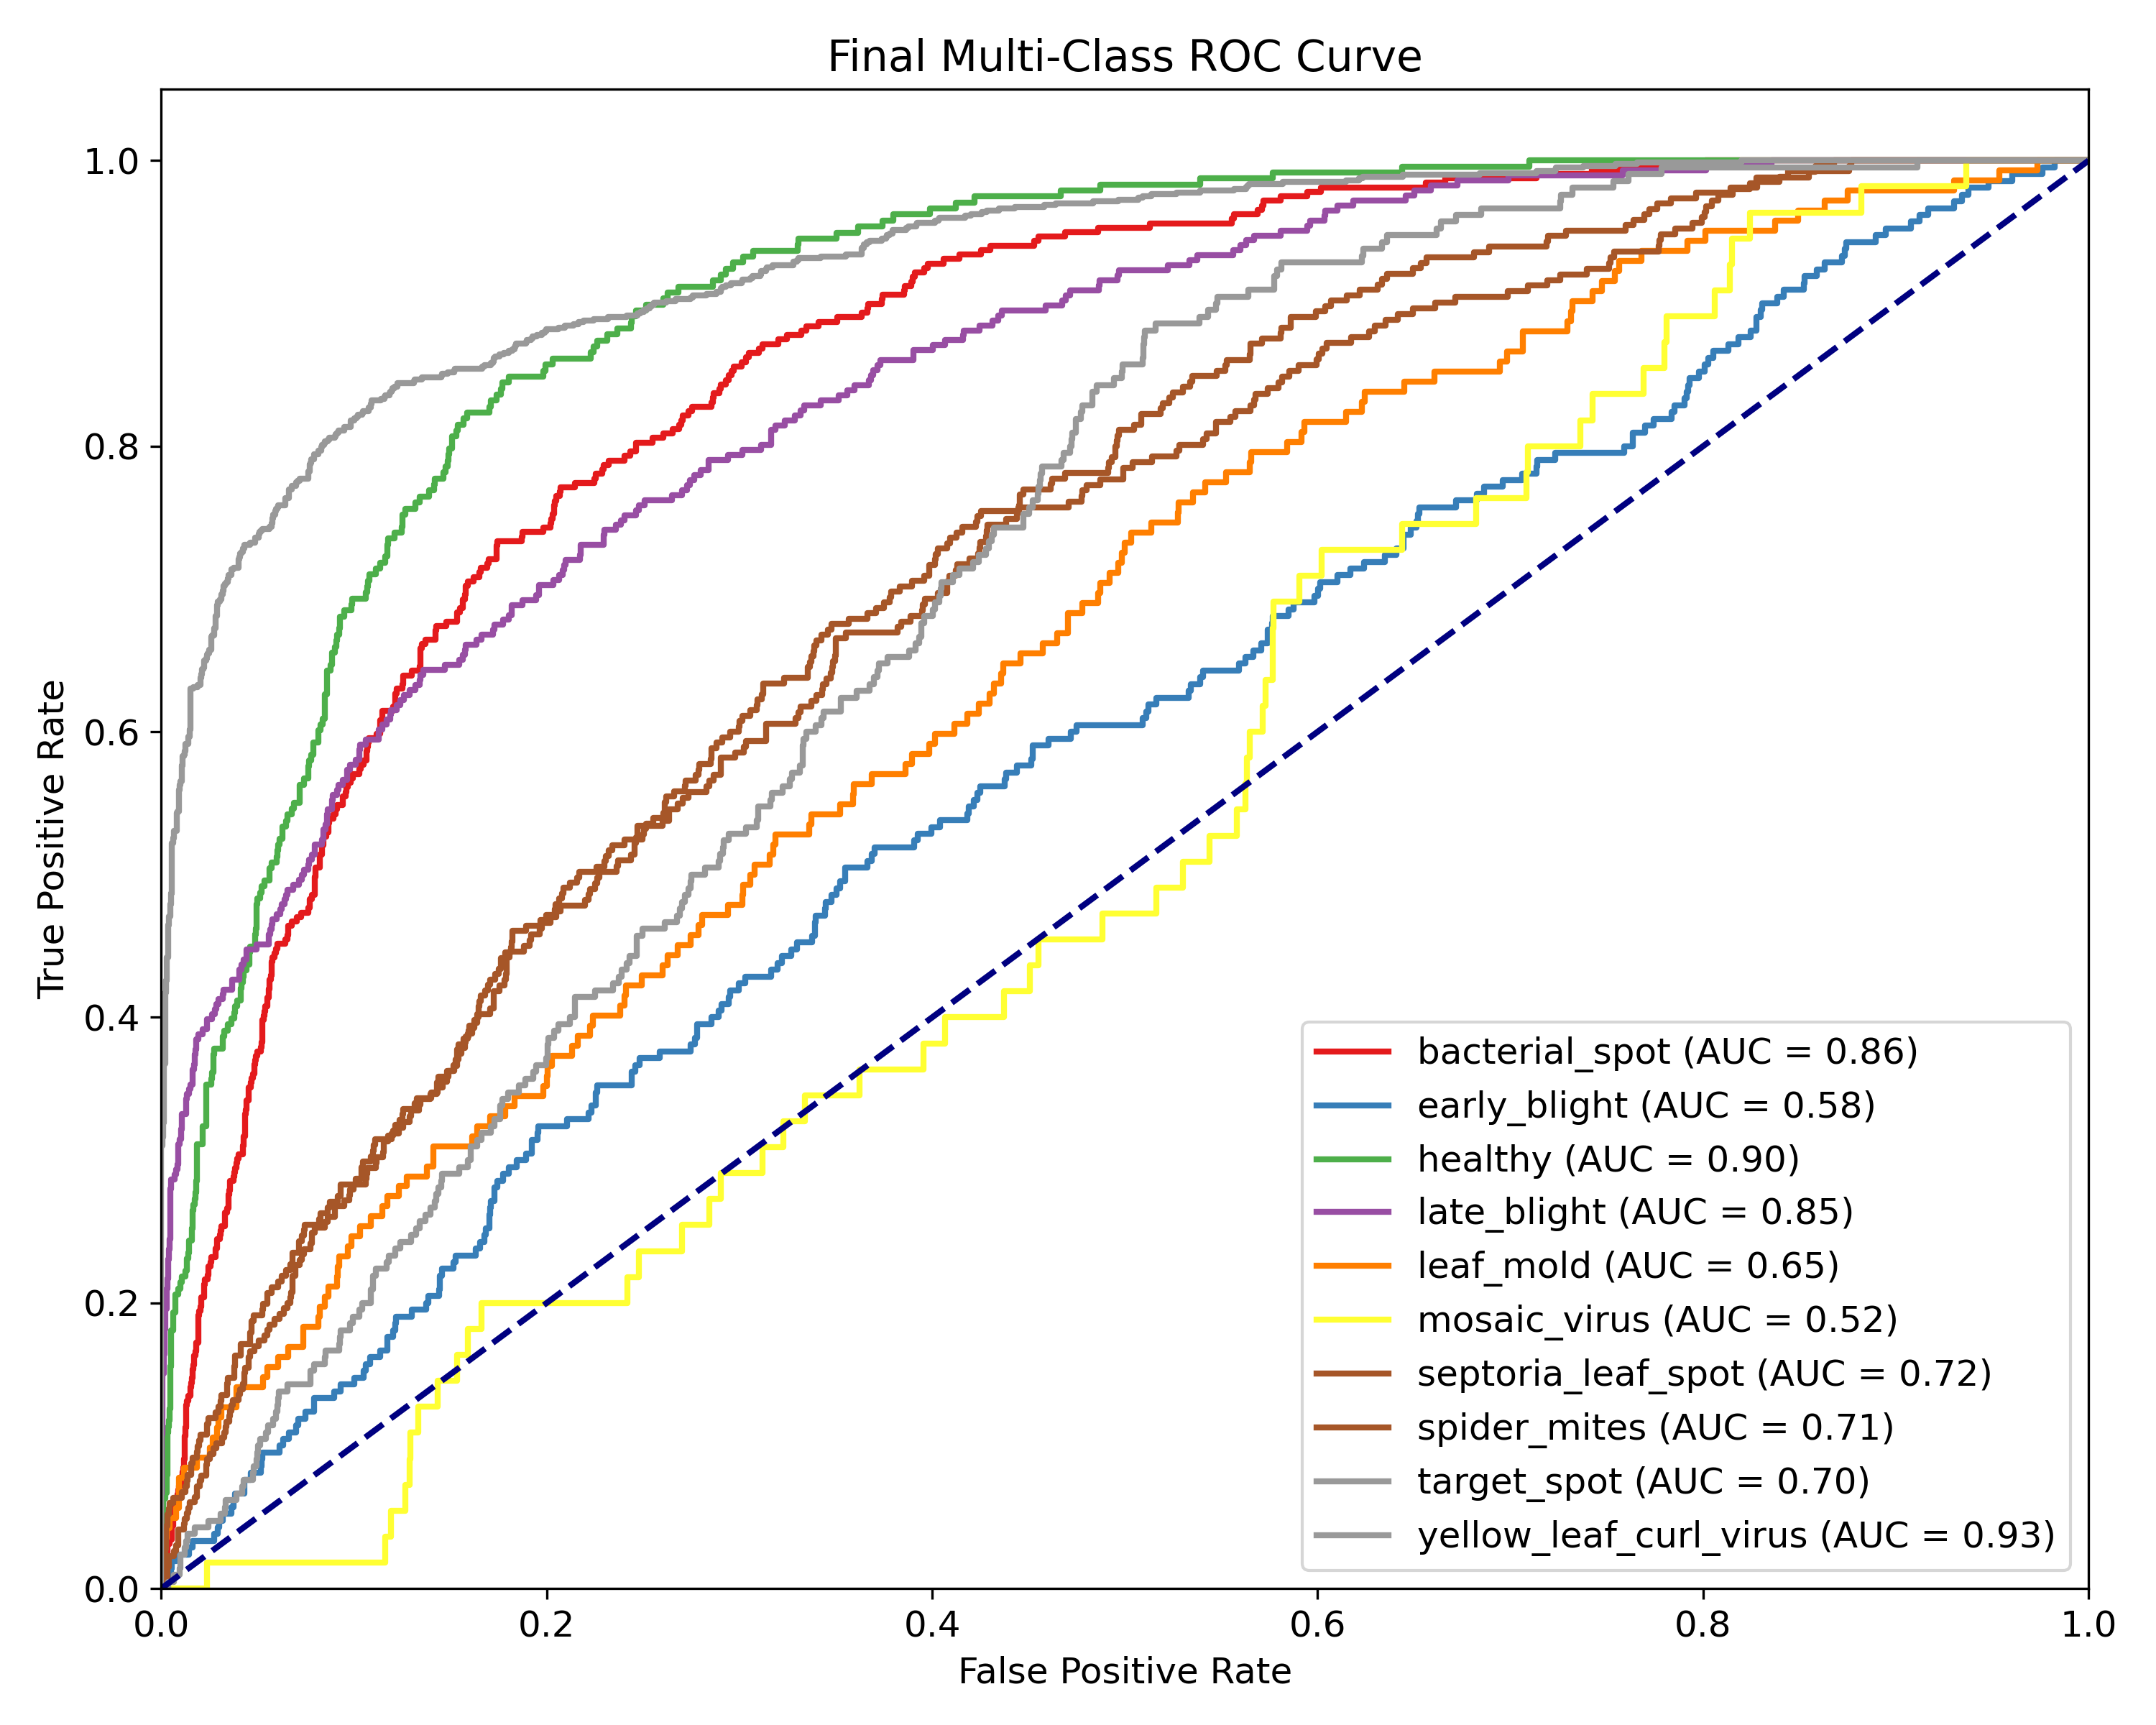 Final Multi-Class ROC Curve
True Positive Rate
1.0
0.8
0.6
0.4
0.2
0.0
bacterial_spot (AUC = 0.86)
early_blight (AUC = 0.58)
healthy (AUC = 0.90)
late_blight (AUC = 0.85)
leaf_mold (AUC = 0.65)
mosaic_virus (AUC = 0.52)
septoria_leaf_spot (AUC = 0.72)
spider_mites (AUC = 0.71)
target_spot (AUC = 0.70)
yellow_leaf_curl_virus (AUC = 0.93)
0.0 0.2 0.4 0.6 0.8 1.0
False Positive Rate